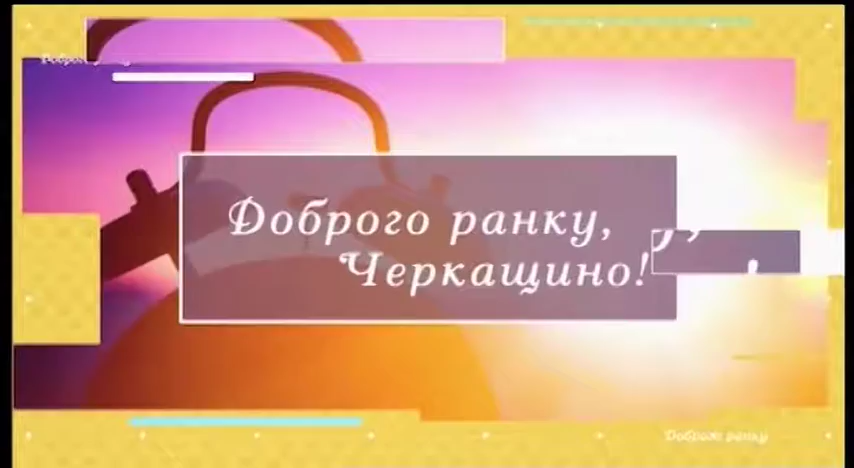 Доброго ранку,
Черкащино!
Доброго ранку